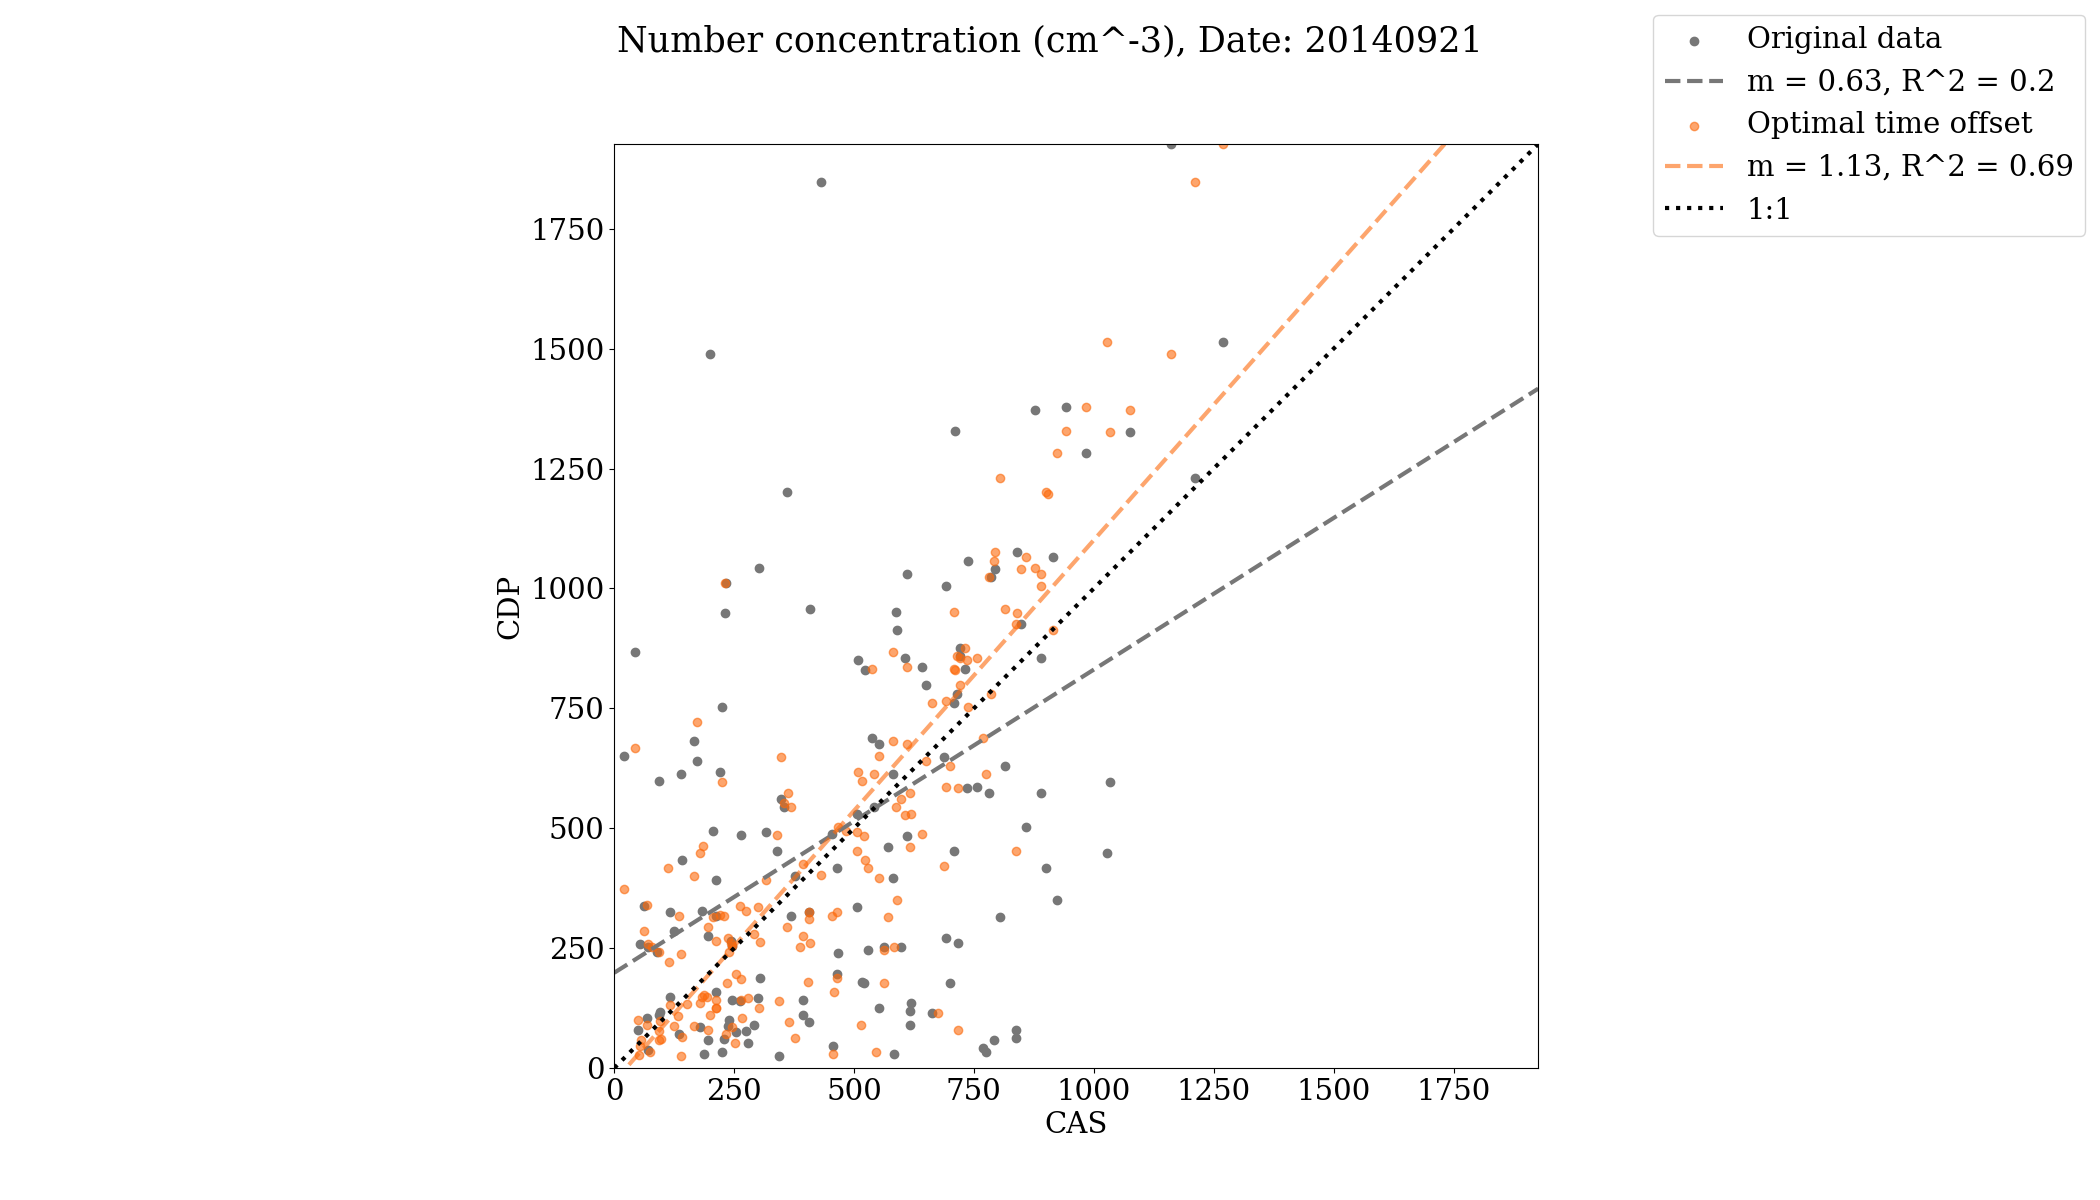 Number concentration (cm^-3), Date: 20140921
Original data
m = 0.63, R^2 = 0.2
Optimal time offset
m = 1.13, R^2 = 0.69
1:1
1750
1500
1250
1000
750
500
250
0
CDP
0 250 500 750 1000 1250 1500 1750
CAS